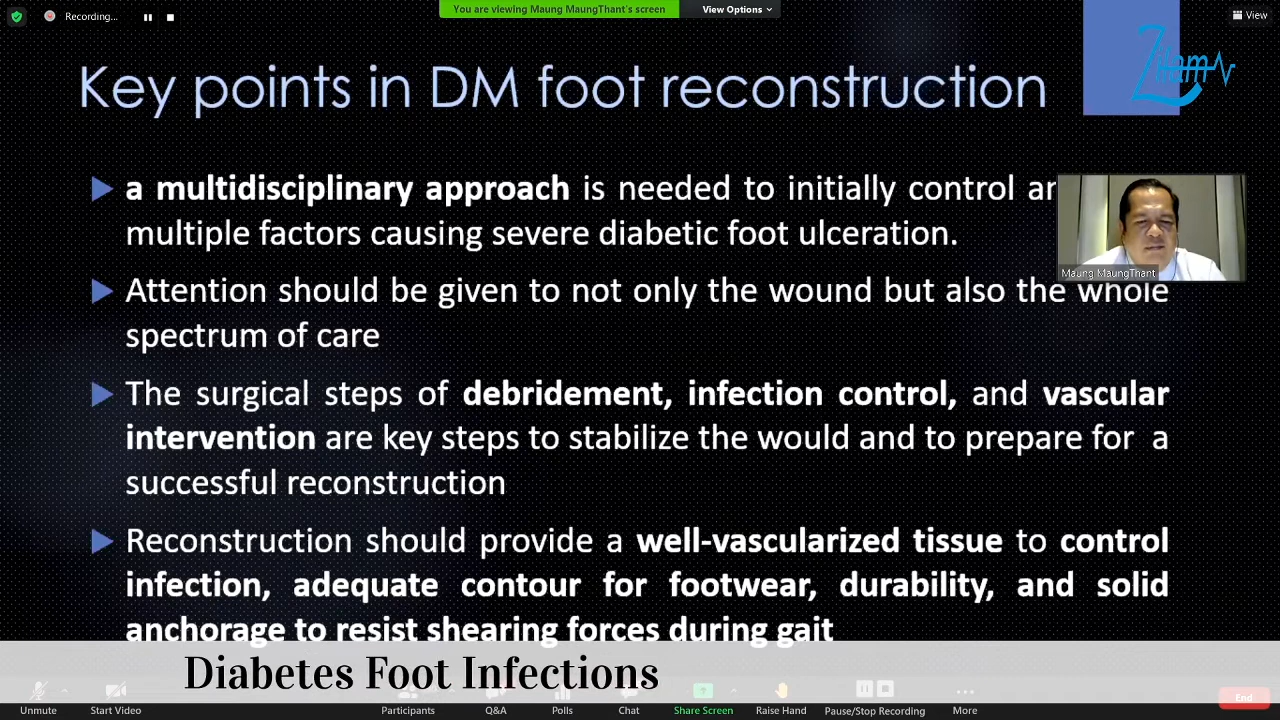 Recording...
You are viewing Maung MaungThant's screen
View Options
View
Key points in DM foot reconstruction
a multidisciplinary approach is needed to initially control
multiple factors causing severe diabetic foot ulceration.
Maung MaungThant
Attention should be given to not only the wound but also the whole
spectrum of care
The surgical steps of debridement, infection control, and vascular
intervention are key steps to stabilize the would and to prepare for a
successful reconstruction
Reconstruction should provide a well-vascularized tissue to control
infection, adequate contour for footwear, durability, and solid
anchorage to resist shearing forces during gait
Diabetes Foot Infections
Unmute
Start Video
Participants
Q&A
Polls
Chat
Share Screen
Raise Hand
Pause/Stop Recording
More
End